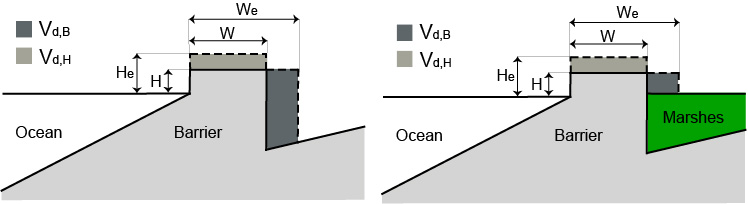 We
W
Vd,B
Vd,H
He
H
Ocean
Barrier
We
W
Vd,B
Vd,H
He
H
Marshes
Ocean
Barrier